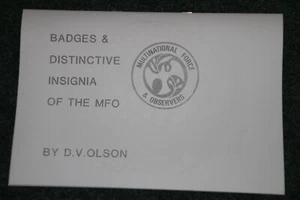 BADGES &
DISTINCTIVE
INSIGNIA
OF THE MFO
MULTINATIONAL FORCE
& OBSERVERS
BY D.V.OLSON